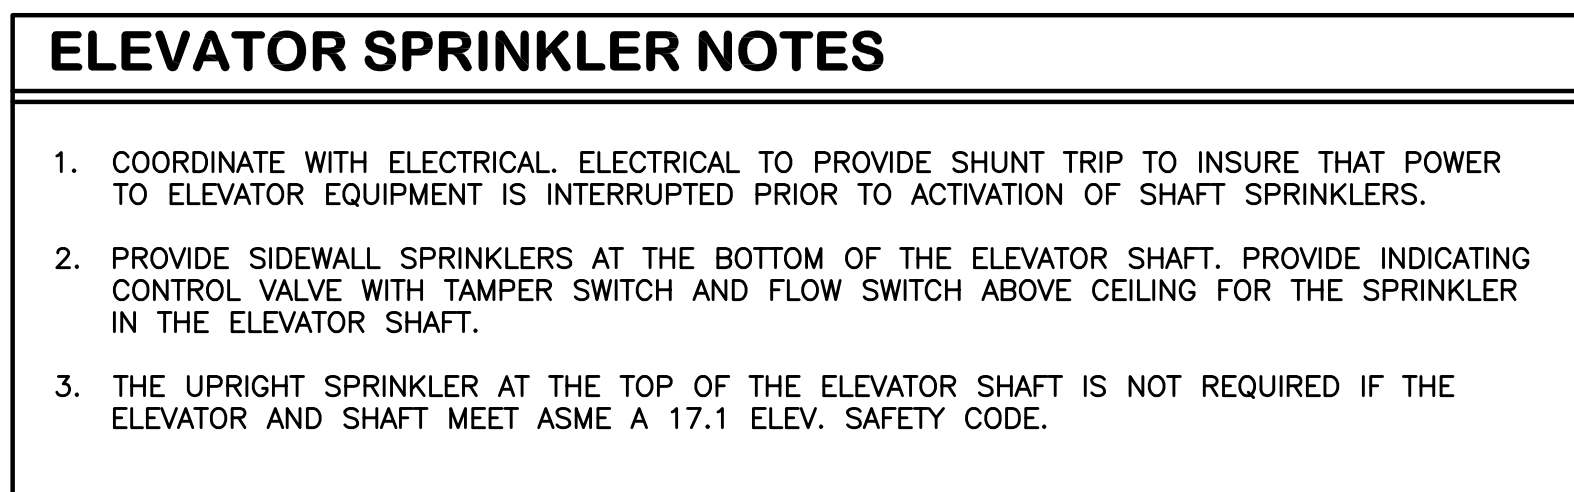 ELEVATOR SPRINKLER NOTES
1. COORDINATE WITH ELECTRICAL. ELECTRICAL TO PROVIDE SHUNT TRIP TO INSURE THAT POWER
TO ELEVATOR EQUIPMENT IS INTERRUPTED PRIOR TO ACTIVATION OF SHAFT SPRINKLERS.
2. PROVIDE SIDEWALL SPRINKLERS AT THE BOTTOM OF THE ELEVATOR SHAFT. PROVIDE INDICATING
CONTROL VALVE WITH TAMPER SWITCH AND FLOW SWITCH ABOVE CEILING FOR THE SPRINKLER
IN THE ELEVATOR SHAFT.
3. THE UPRIGHT SPRINKLER AT THE TOP OF THE ELEVATOR SHAFT IS NOT REQUIRED IF THE
ELEVATOR AND SHAFT MEET ASME A 17.1 ELEV. SAFETY CODE.